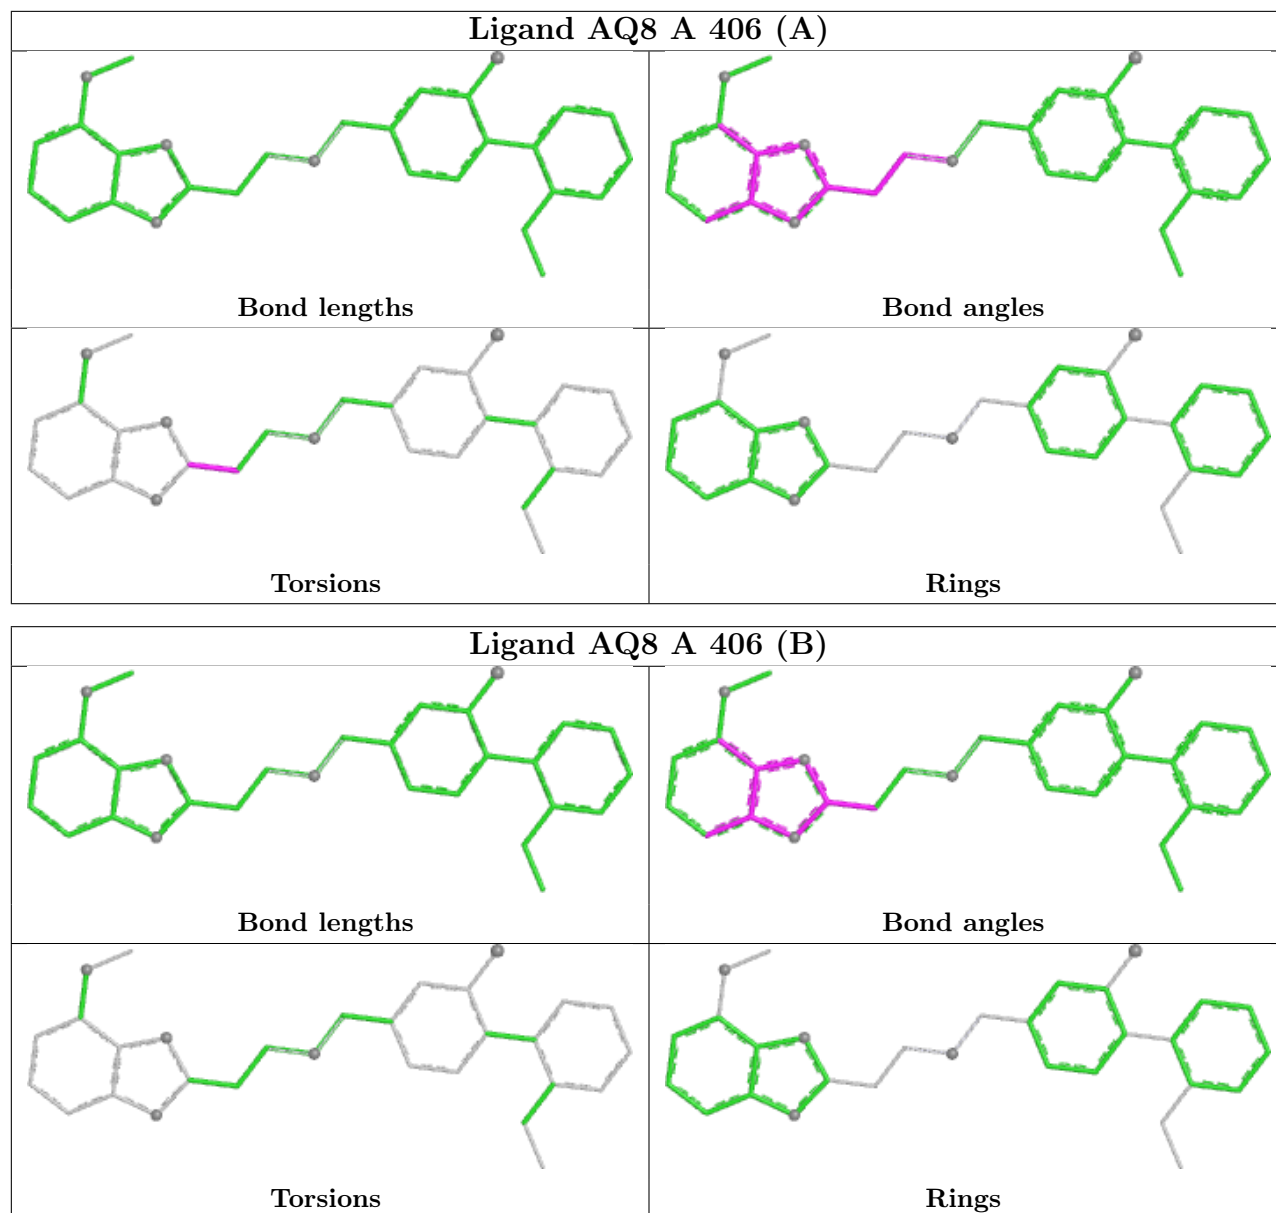 Ligand AQ8 A 406 (A)
Bond lengths
Bond angles
Torsions
Rings
Ligand AQ8 A 406 (B)
Bond lengths
Bond angles
Torsions
Rings